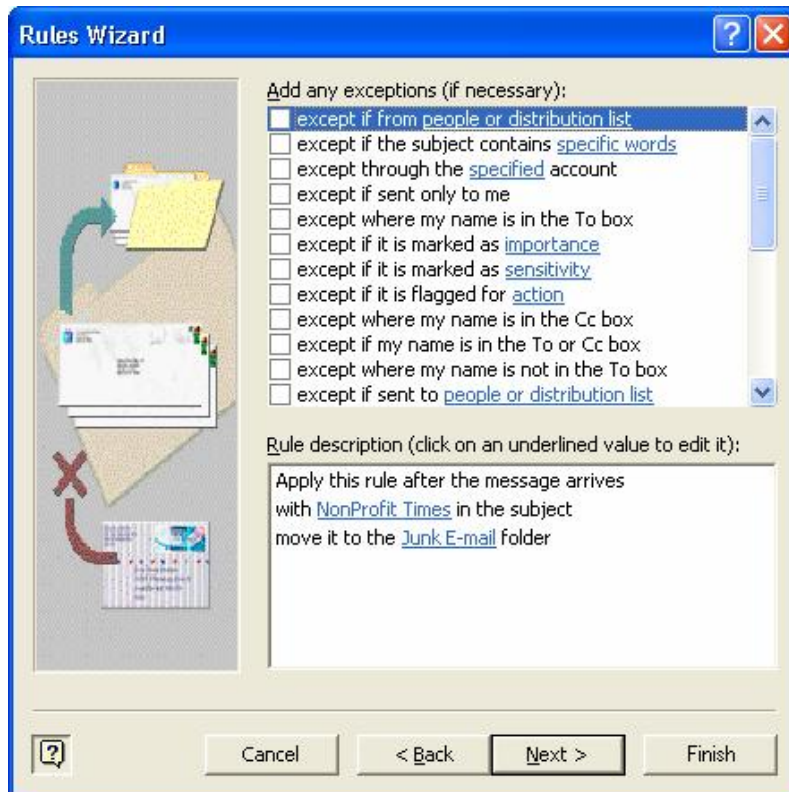 Rules Wizard
Add any exceptions (if necessary):
except if from people or distribution list
except if the subject contains specific words
except through the specified account
except if sent only to me
except where my name is in the To box
except if it is marked as importance
except if it is marked as sensitivity
except if it is flagged for action
except where my name is in the Cc box
except if my name is in the To or Cc box
except where my name is not in the To box
except if sent to people or distribution list
Rule description (click on an underlined value to edit it):
Apply this rule after the message arrives
with NonProfit Times in the subject
move it to the Junk E-mail folder
Cancel
< Back
Next >
Finish